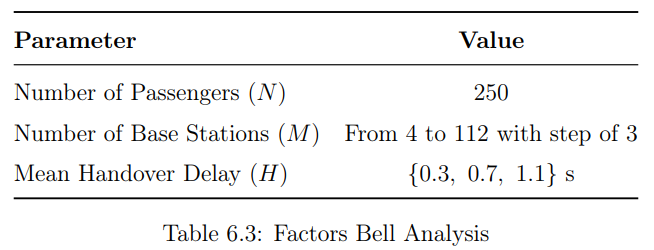 Parameter Value
Number of Passengers (N) 250
Number of Base Stations (M) From 4 to 112 with step of 3
Mean Handover Delay (H) {0.3, 0.7, 1.1} s
Table 6.3: Factors Bell Analysis